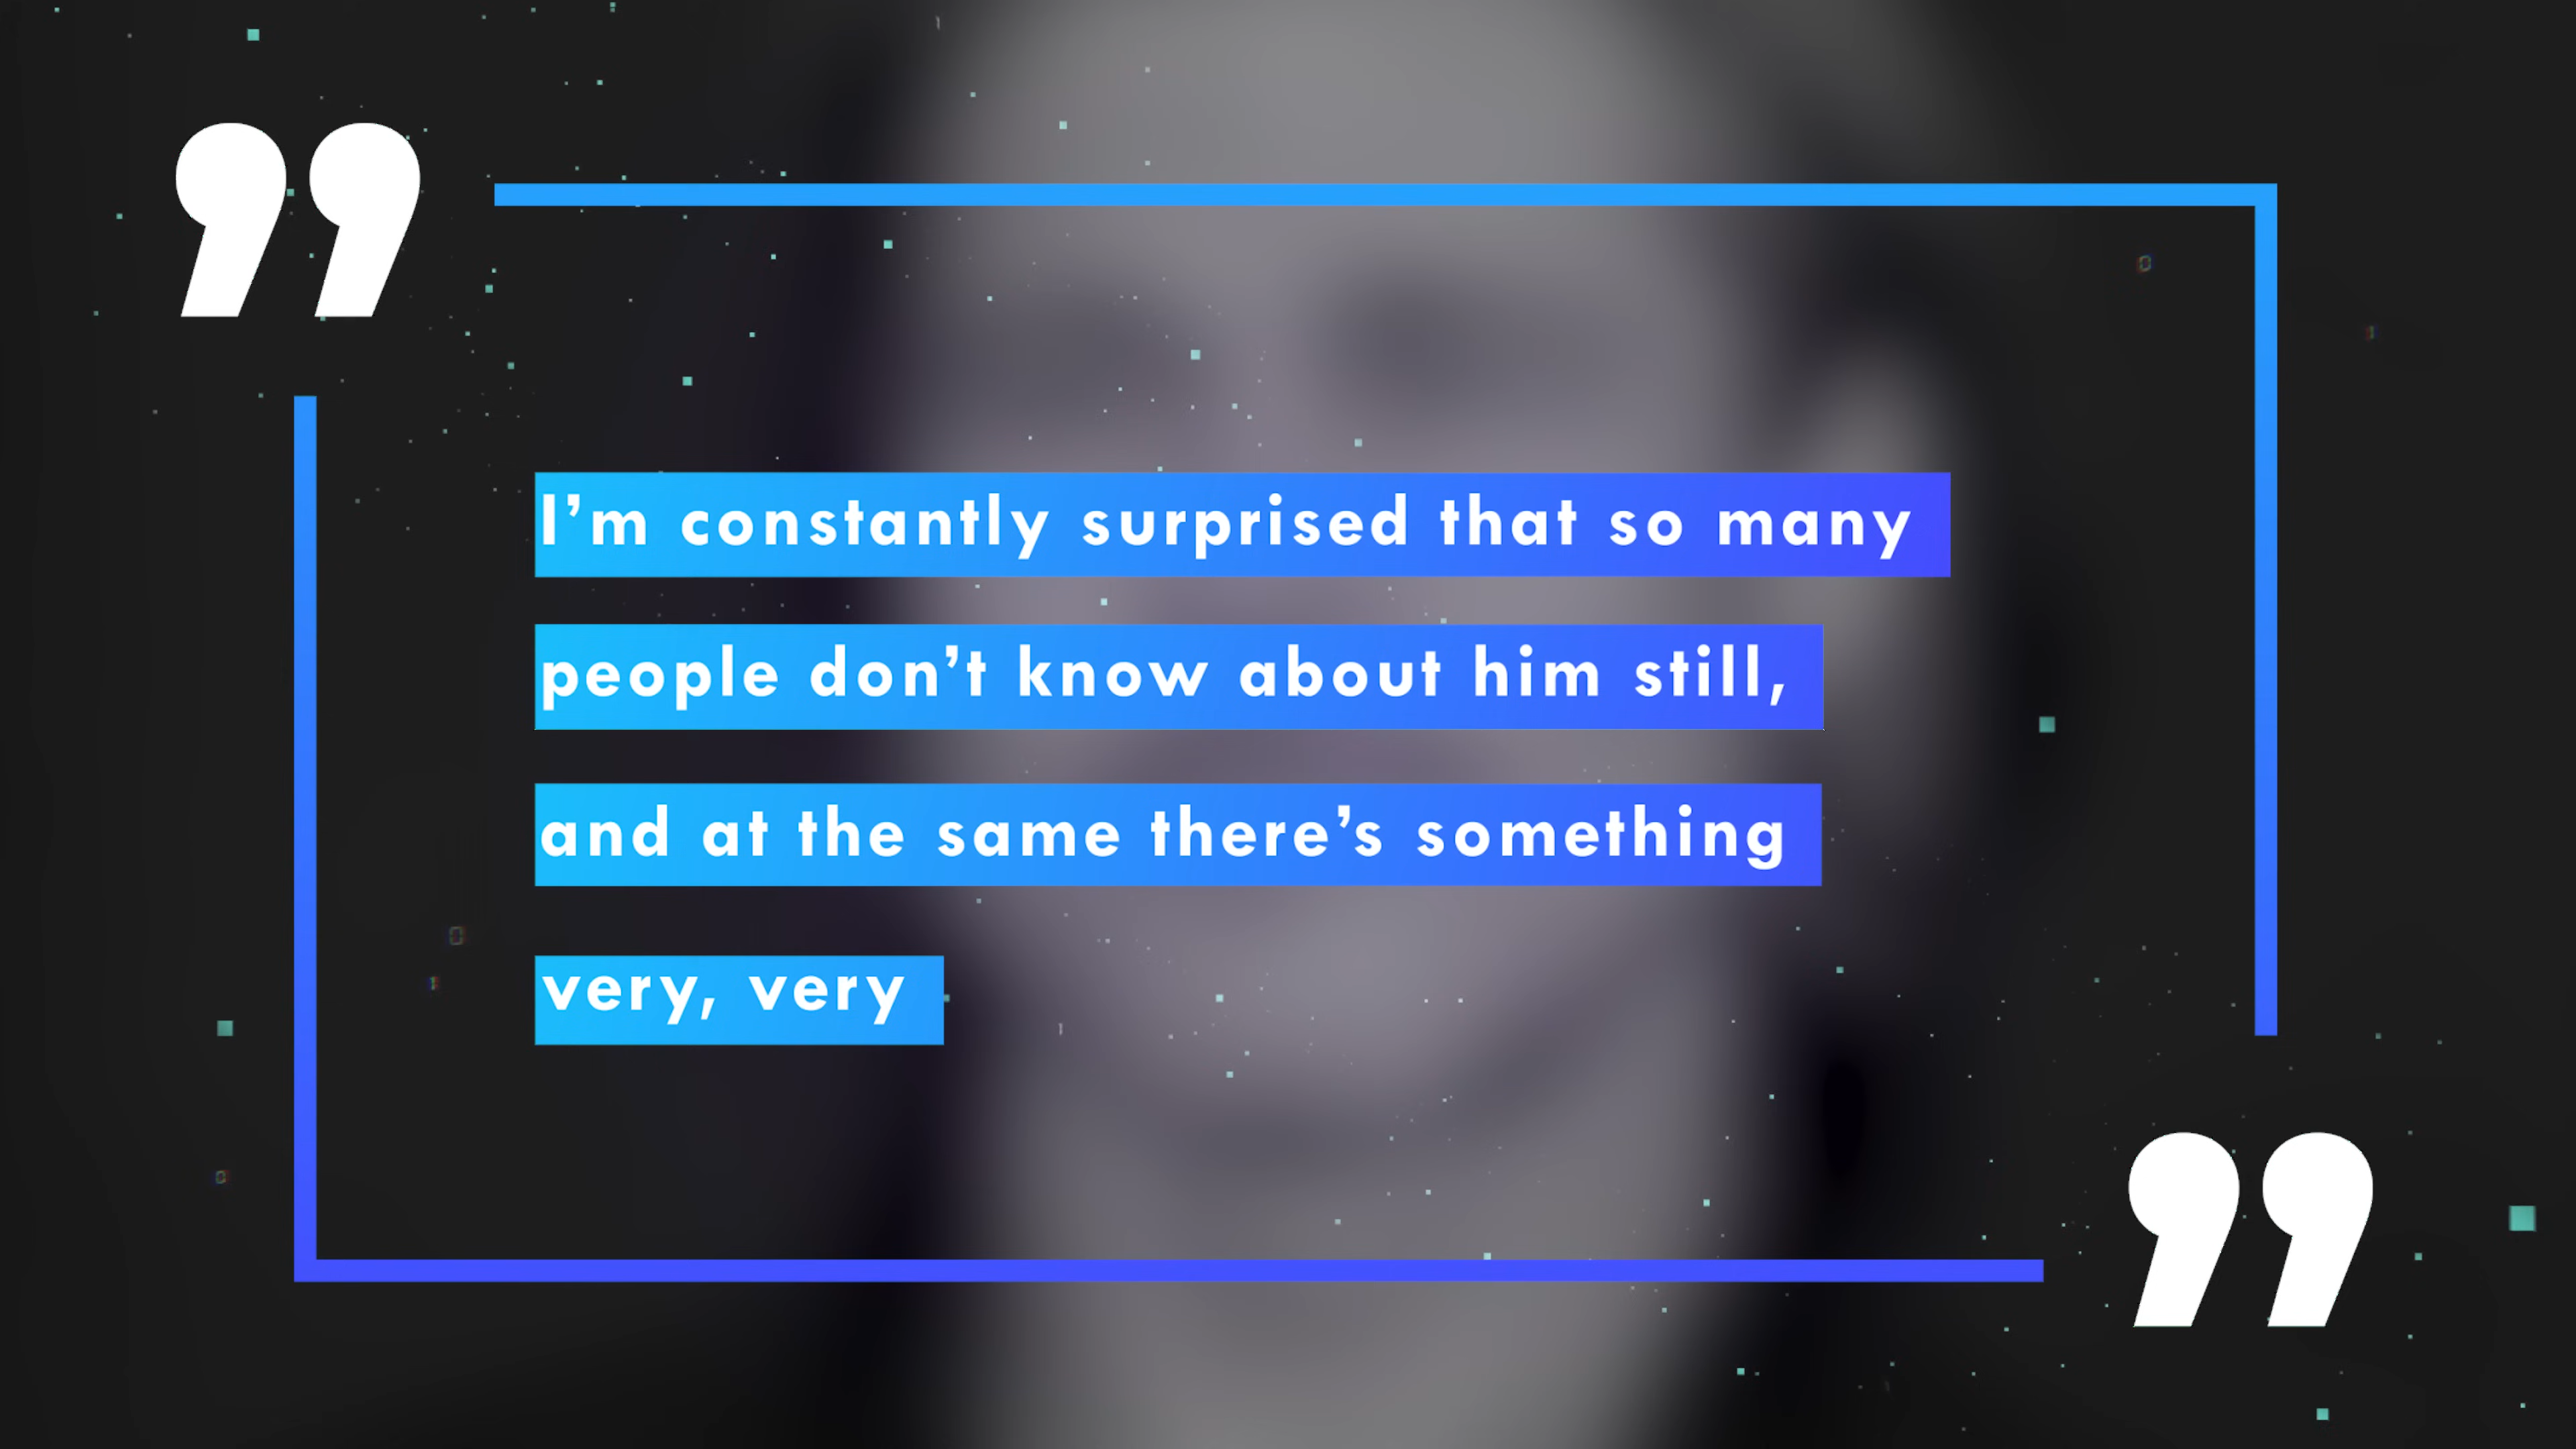 I’m constantly surprised that so many
people don’t know about him still,
and at the same there’s something
very, very